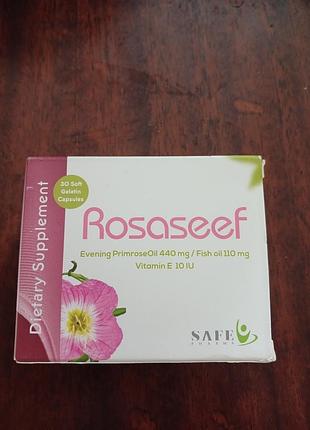 Dietary Supplement
30 Soft
Gelatin
Capsules
Rosaseef
Evening PrimroseOil 440 mg / Fish oil 110 mg
Vitamin E 10 IU
SAFE
PHARMA